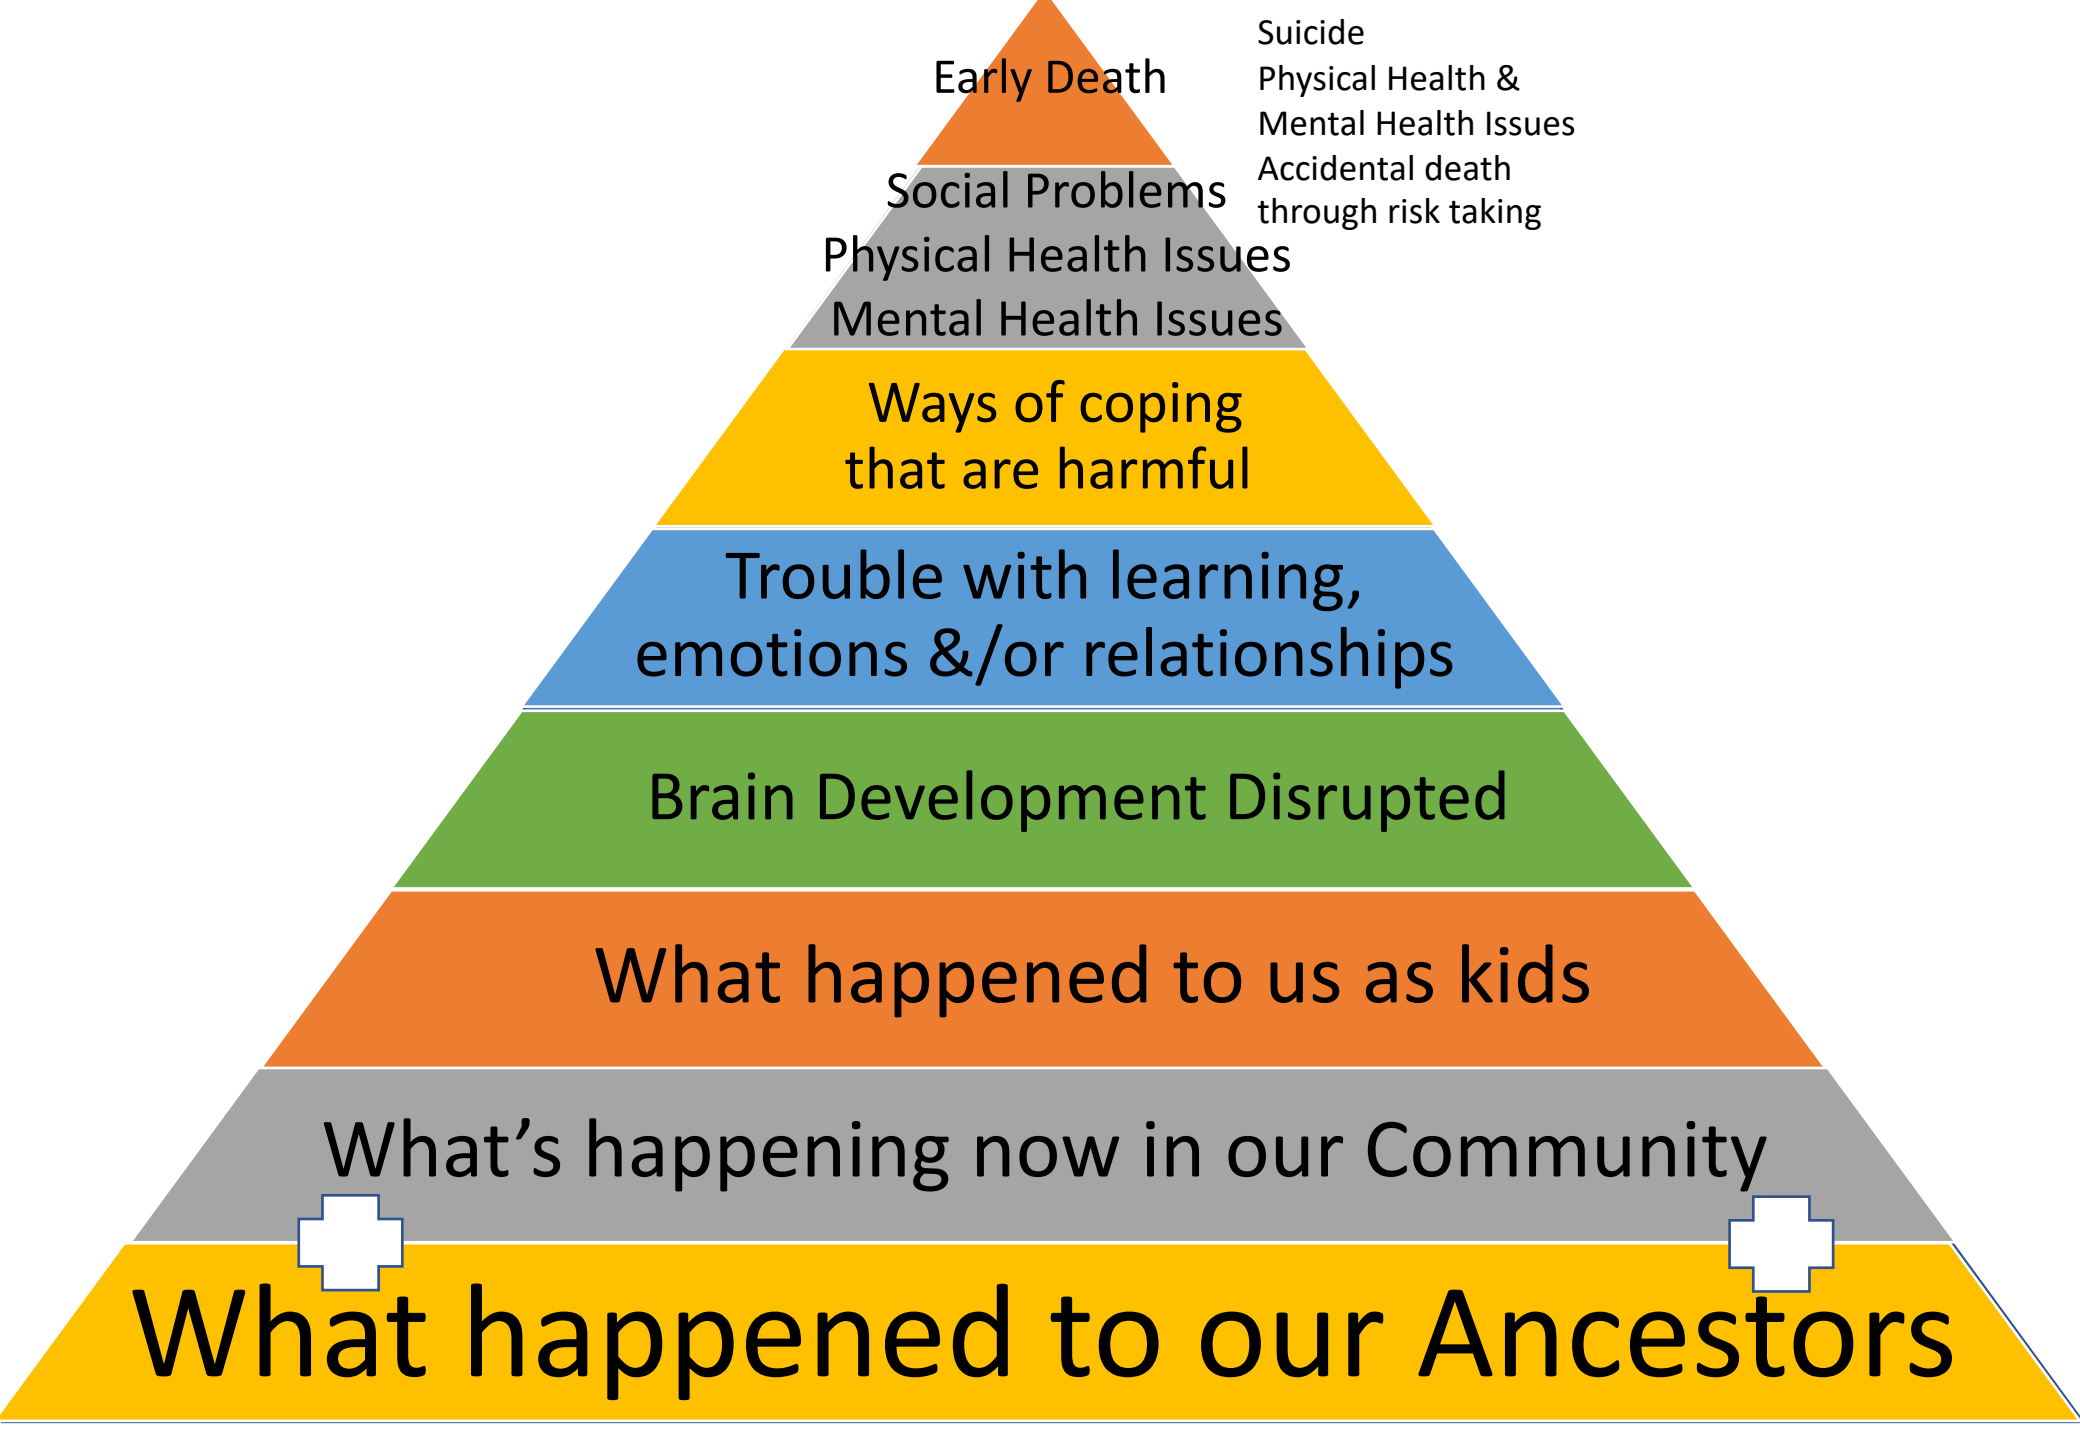 Early Death
Suicide
Physical Health &
Mental Health Issues
Accidental death
through risk taking
Social Problems
Physical Health Issues
Mental Health Issues
Ways of coping
that are harmful
Trouble with learning,
emotions &/or relationships
Brain Development Disrupted
What happened to us as kids
What’s happening now in our Community
What happened to our Ancestors